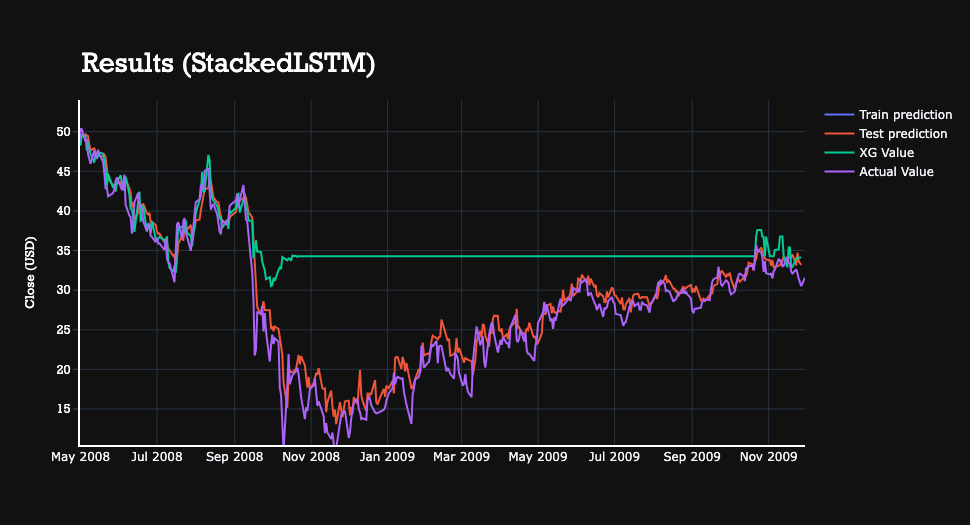 Results (StackedLSTM)
Train prediction
Test prediction
XG Value
Actual Value
Close (USD)
50
45
40
35
30
25
20
15
May 2008 Jul 2008 Sep 2008 Nov 2008 Jan 2009 Mar 2009 May 2009 Jul 2009 Sep 2009 Nov 2009